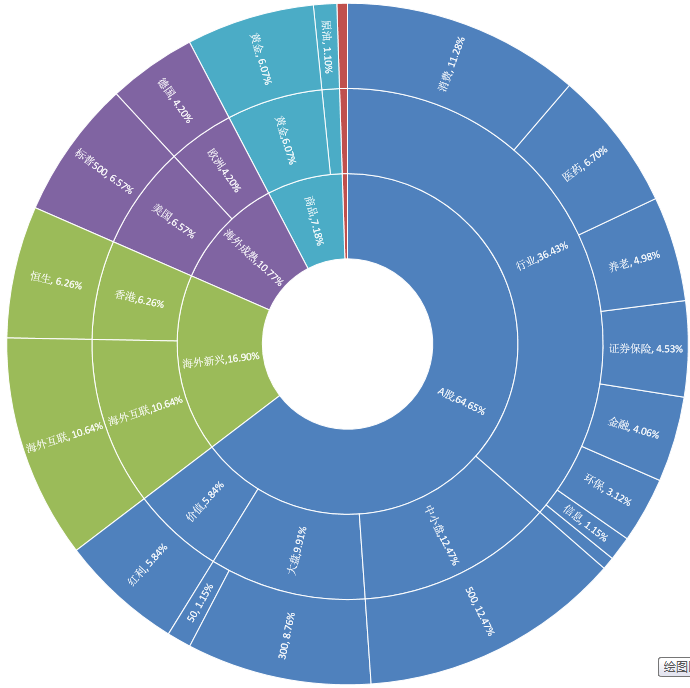 消费, 11.28%
医药, 6.70%
养老, 4.98%
证券保险, 4.53%
金融, 4.06%
环保, 3.12%
信息, 1.15%
500, 12.47%
300, 8.76%
50, 1.15%
红利, 5.84%
海外互联, 10.64%
恒生, 6.26%
标普500, 6.57%
德国, 4.20%
黄金, 6.07%
原油, 1.10%
行业,36.43%
中小盘,12.47%
大盘,9.91%
价值,5.84%
海外互联,10.64%
香港,6.26%
美国,6.57%
欧洲,4.20%
黄金,6.07%
A股,64.65%
海外新兴,16.90%
海外成熟,10.77%
商品,7.18%